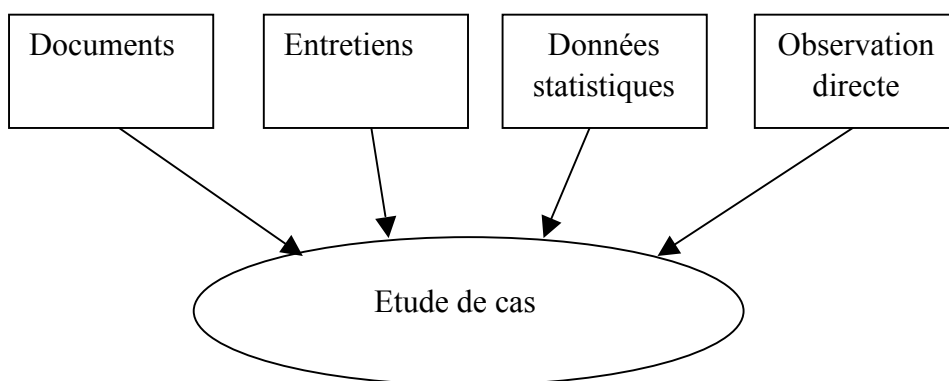 Documents
Entretiens
Données
statistiques
Observation
directe
Etude de cas